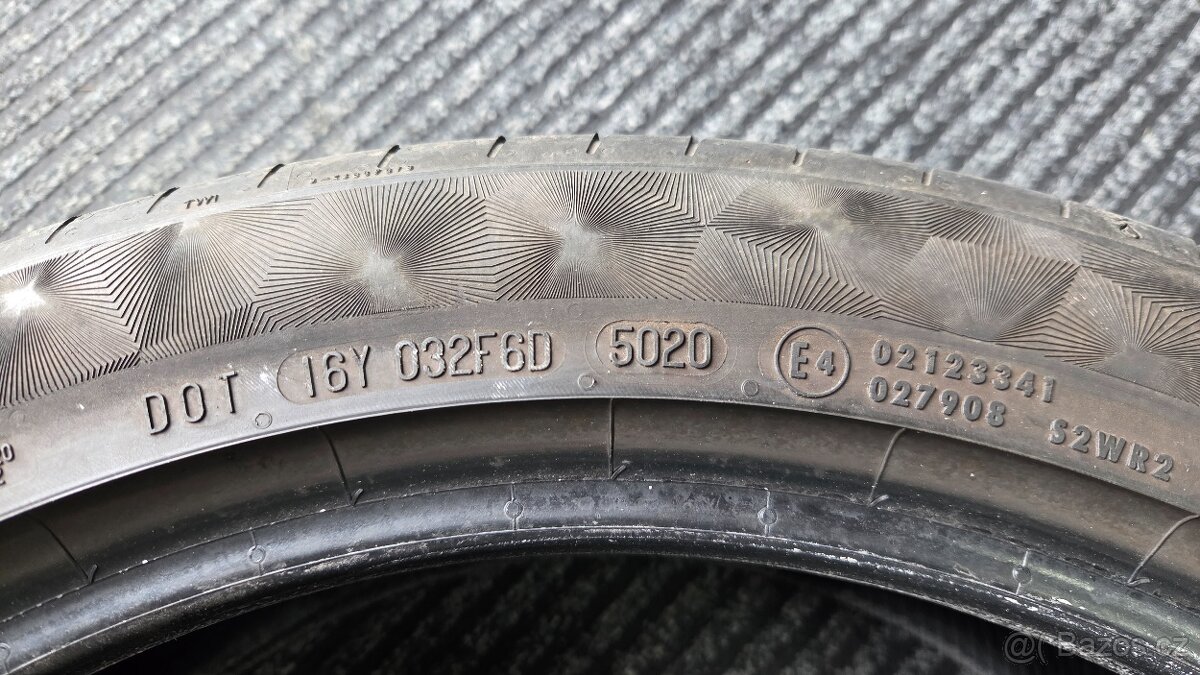 TWI
DOT 16Y 032F6D 5020 E4 02123341
027908 S2WR2
@ Bazos.cz